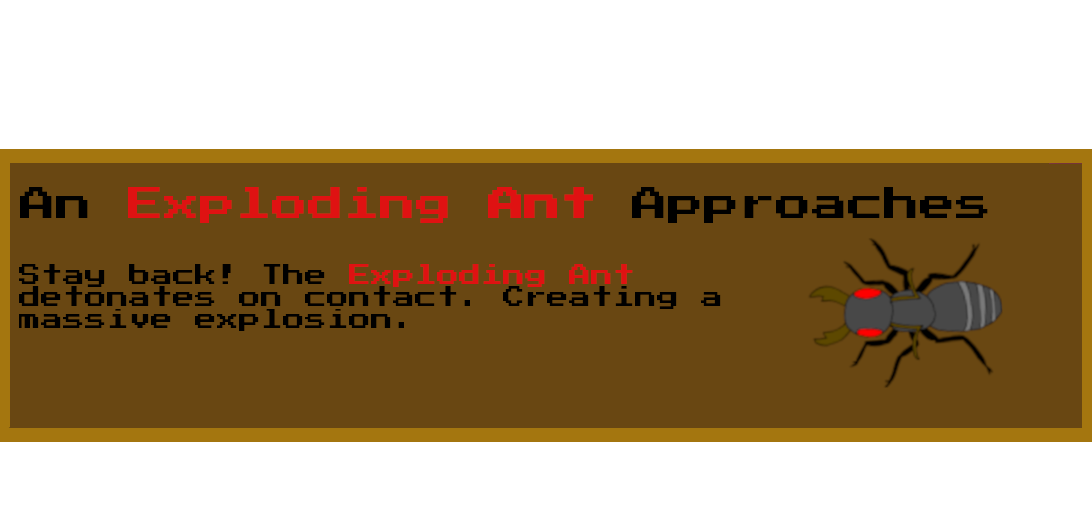 An Exploding Ant Approaches
Stay back! The Exploding Ant
detonates on contact. Creating a
massive explosion.